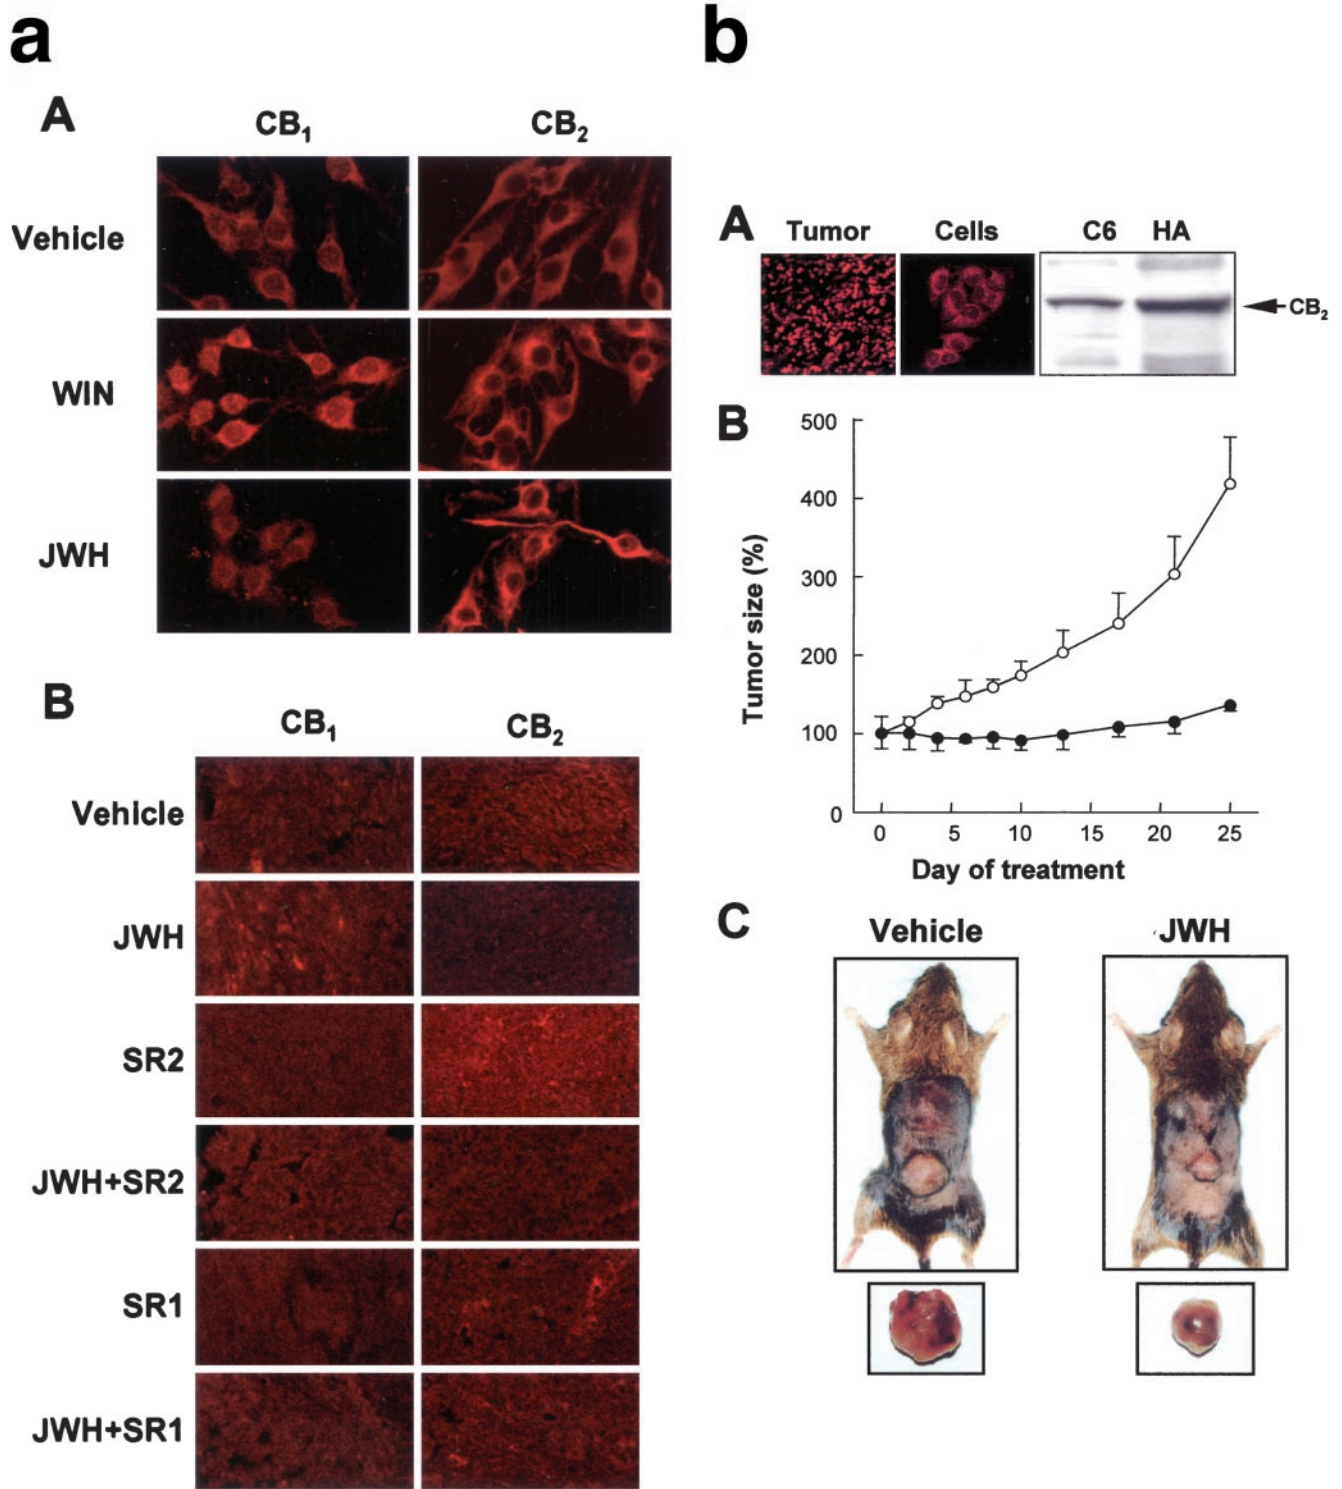 a
A
CB₁ CB₂
Vehicle
WIN
JWH
B
CB₁ CB₂
Vehicle
JWH
SR2
JWH+SR2
SR1
JWH+SR1
b
A Tumor Cells C6 HA
CB₂
B
500
400
300
200
100
0
Tumor size (%)
0 5 10 15 20 25
Day of treatment
C
Vehicle JWH